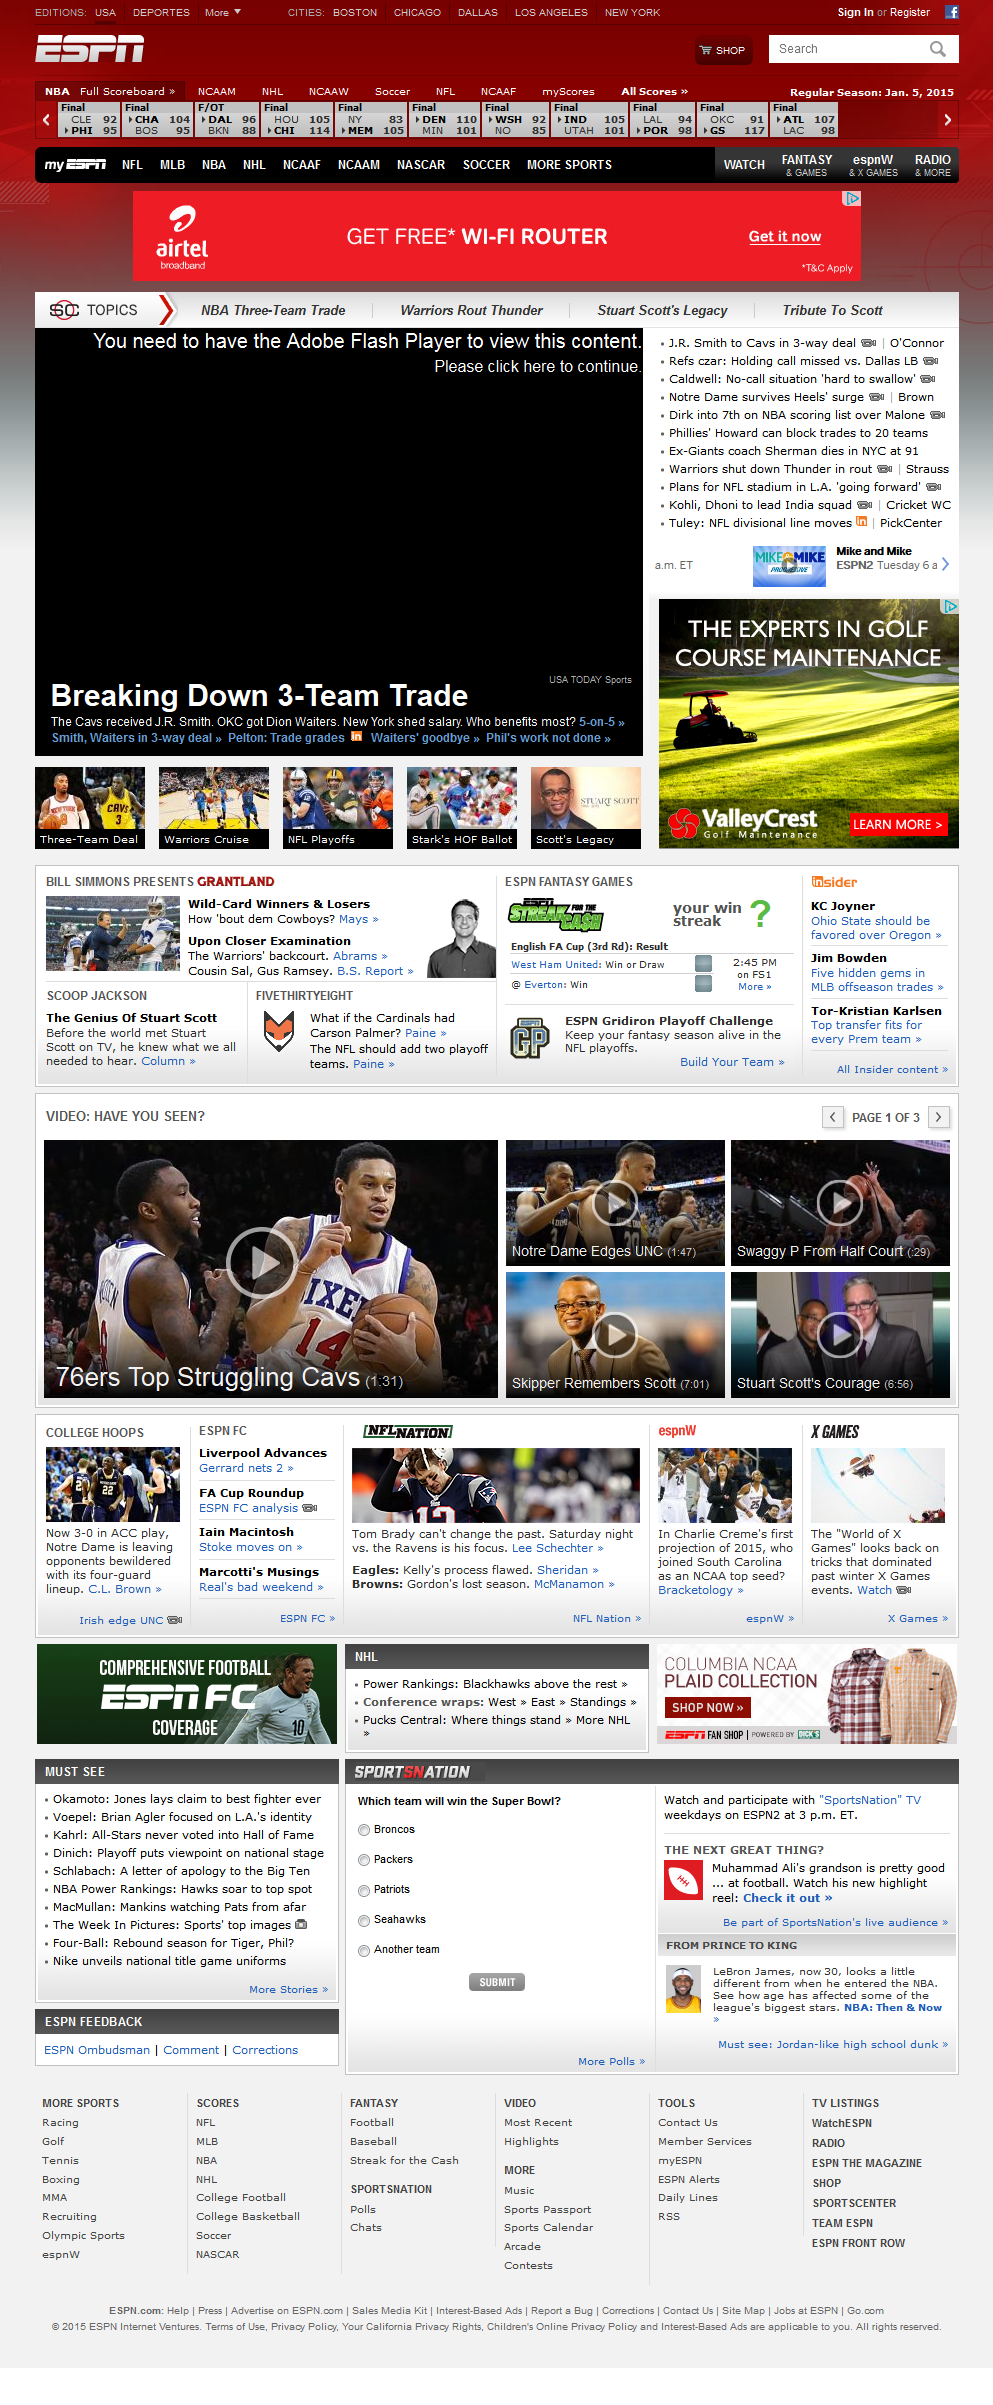 EDITIONS: USA DEPORTES More CITIES: BOSTON CHICAGO DALLAS LOS ANGELES NEW YORK Sign In or Register
ESPN SHOP Search
NBA Full Scoreboard » NCAAM NHL NCAAW Soccer NFL NCAAF myScores All Scores » Regular Season: Jan. 5, 2015
Final Final F/OT Final Final Final Final Final Final Final Final
CLE 92 CHA 104 DAL 96 HOU 105 NY 83 DEN 110 WSH 92 IND 105 LAL 94 OKC 91 ATL 107
PHI 95 BOS 95 BKN 88 CHI 114 MEM 105 MIN 101 NO 85 UTAH 101 POR 98 GS 117 LAC 98
my ESPN NFL MLB NBA NHL NCAAF NCAAM NASCAR SOCCER MORE SPORTS WATCH FANTASY & GAMES espnW & X GAMES RADIO & MORE
airtel
broadband
GET FREE* WI-FI ROUTER
Get it now
*T&C Apply
SC TOPICS NBA Three-Team Trade Warriors Rout Thunder Stuart Scott's Legacy Tribute To Scott
You need to have the Adobe Flash Player to view this content.
Please click here to continue.
USA TODAY Sports
Breaking Down 3-Team Trade
The Cavs received J.R. Smith. OKC got Dion Waiters. New York shed salary. Who benefits most? 5-on-5 »
Smith, Waiters in 3-way deal » Pelton: Trade grades in Waiters' goodbye » Phil's work not done »
J.R. Smith to Cavs in 3-way deal | O'Connor
Refs czar: Holding call missed vs. Dallas LB
Caldwell: No-call situation 'hard to swallow'
Notre Dame survives Heels' surge | Brown
Dirk into 7th on NBA scoring list over Malone
Phillies' Howard can block trades to 20 teams
Ex-Giants coach Sherman dies in NYC at 91
Warriors shut down Thunder in rout | Strauss
Plans for NFL stadium in L.A. 'going forward'
Kohli, Dhoni to lead India squad | Cricket WC
Tuley: NFL divisional line moves in | PickCenter
a.m. ET
MIKE & MIKE
PROGRESSIVE
Mike and Mike
ESPN2 Tuesday 6 a
THE EXPERTS IN GOLF
COURSE MAINTENANCE
ValleyCrest
Golf Maintenance
LEARN MORE >
Three-Team Deal
Warriors Cruise
NFL Playoffs
Stark's HOF Ballot
STUART SCOTT
Scott's Legacy
BILL SIMMONS PRESENTS GRANTLAND
Wild-Card Winners & Losers
How 'bout dem Cowboys? Mays »
Upon Closer Examination
The Warriors' backcourt. Abrams »
Cousin Sal, Gus Ramsey. B.S. Report »
SCOOP JACKSON
The Genius Of Stuart Scott
Before the world met Stuart
Scott on TV, he knew what we all
needed to hear. Column »
FIVETHIRTYEIGHT
What if the Cardinals had
Carson Palmer? Paine »
The NFL should add two playoff
teams. Paine »
ESPN FANTASY GAMES
STREAK FOR THE CASH
your win
streak ?
English FA Cup (3rd Rd): Result
West Ham United: Win or Draw
@ Everton: Win
2:45 PM
on FS1
More »
GP
ESPN Gridiron Playoff Challenge
Keep your fantasy season alive in the
NFL playoffs.
Build Your Team »
insider
KC Joyner
Ohio State should be
favored over Oregon »
Jim Bowden
Five hidden gems in
MLB offseason trades »
Tor-Kristian Karlsen
Top transfer fits for
every Prem team »
All Insider content »
VIDEO: HAVE YOU SEEN?
PAGE 1 OF 3
76ers Top Struggling Cavs (1:31)
Notre Dame Edges UNC (1:47)
Swaggy P From Half Court (:29)
Skipper Remembers Scott (7:01)
Stuart Scott's Courage (6:56)
COLLEGE HOOPS
Now 3-0 in ACC play,
Notre Dame is leaving
opponents bewildered
with its four-guard
lineup. C.L. Brown »
Irish edge UNC
ESPN FC
Liverpool Advances
Gerrard nets 2 »
FA Cup Roundup
ESPN FC analysis
Iain Macintosh
Stoke moves on »
Marcotti's Musings
Real's bad weekend »
ESPN FC »
NFL NATION
Tom Brady can't change the past. Saturday night
vs. the Ravens is his focus. Lee Schechter »
Eagles: Kelly's process flawed. Sheridan »
Browns: Gordon's lost season. McManamon »
NFL Nation »
espnW
In Charlie Creme's first
projection of 2015, who
joined South Carolina
as an NCAA top seed?
Bracketology »
espnW »
X GAMES
The "World of X
Games" looks back on
tricks that dominated
past winter X Games
events. Watch
X Games »
COMPREHENSIVE FOOTBALL
ESPN FC
COVERAGE
NHL
Power Rankings: Blackhawks above the rest »
Conference wraps: West » East » Standings »
Pucks Central: Where things stand » More NHL
»
COLUMBIA NCAA
PLAID COLLECTION
SHOP NOW »
ESPN FAN SHOP | POWERED BY DICK'S
MUST SEE
Okamoto: Jones lays claim to best fighter ever
Voepel: Brian Agler focused on L.A.'s identity
Kahrl: All-Stars never voted into Hall of Fame
Dinich: Playoff puts viewpoint on national stage
Schlabach: A letter of apology to the Big Ten
NBA Power Rankings: Hawks soar to top spot
MacMullan: Mankins watching Pats from afar
The Week In Pictures: Sports' top images
Four-Ball: Rebound season for Tiger, Phil?
Nike unveils national title game uniforms
More Stories »
ESPN FEEDBACK
ESPN Ombudsman | Comment | Corrections
SPORTSNATION
Which team will win the Super Bowl?
Broncos
Packers
Patriots
Seahawks
Another team
SUBMIT
More Polls »
Watch and participate with "SportsNation" TV
weekdays on ESPN2 at 3 p.m. ET.
THE NEXT GREAT THING?
Muhammad Ali's grandson is pretty good
... at football. Watch his new highlight
reel: Check it out »
Be part of SportsNation's live audience »
FROM PRINCE TO KING
LeBron James, now 30, looks a little
different from when he entered the NBA.
See how age has affected some of the
league's biggest stars. NBA: Then & Now
»
Must see: Jordan-like high school dunk »
MORE SPORTS
Racing
Golf
Tennis
Boxing
MMA
Recruiting
Olympic Sports
espnW
SCORES
NFL
MLB
NBA
NHL
College Football
College Basketball
Soccer
NASCAR
FANTASY
Football
Baseball
Streak for the Cash
SPORTSNATION
Polls
Chats
VIDEO
Most Recent
Highlights
MORE
Music
Sports Passport
Sports Calendar
Arcade
Contests
TOOLS
Contact Us
Member Services
myESPN
ESPN Alerts
Daily Lines
RSS
TV LISTINGS
WatchESPN
RADIO
ESPN THE MAGAZINE
SHOP
SPORTSCENTER
TEAM ESPN
ESPN FRONT ROW
ESPN.com: Help | Press | Advertise on ESPN.com | Sales Media Kit | Interest-Based Ads | Report a Bug | Corrections | Contact Us | Site Map | Jobs at ESPN | Go.com
© 2015 ESPN Internet Ventures. Terms of Use, Privacy Policy, Your California Privacy Rights, Children's Online Privacy Policy and Interest-Based Ads are applicable to you. All rights reserved.